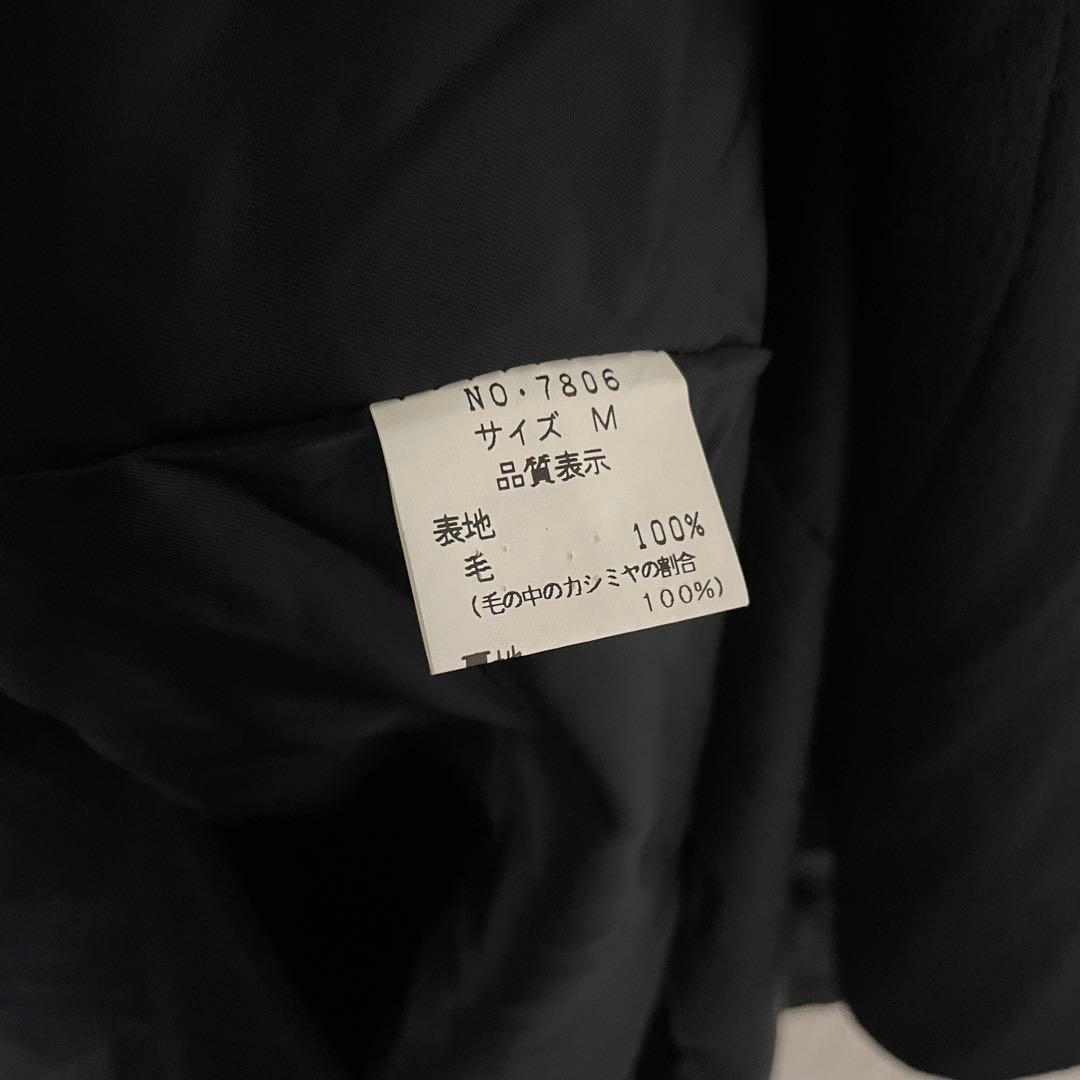 NO.7806
サイズ M
品質表示
表地
毛 100%
(毛の中のカシミヤの割合
100%)